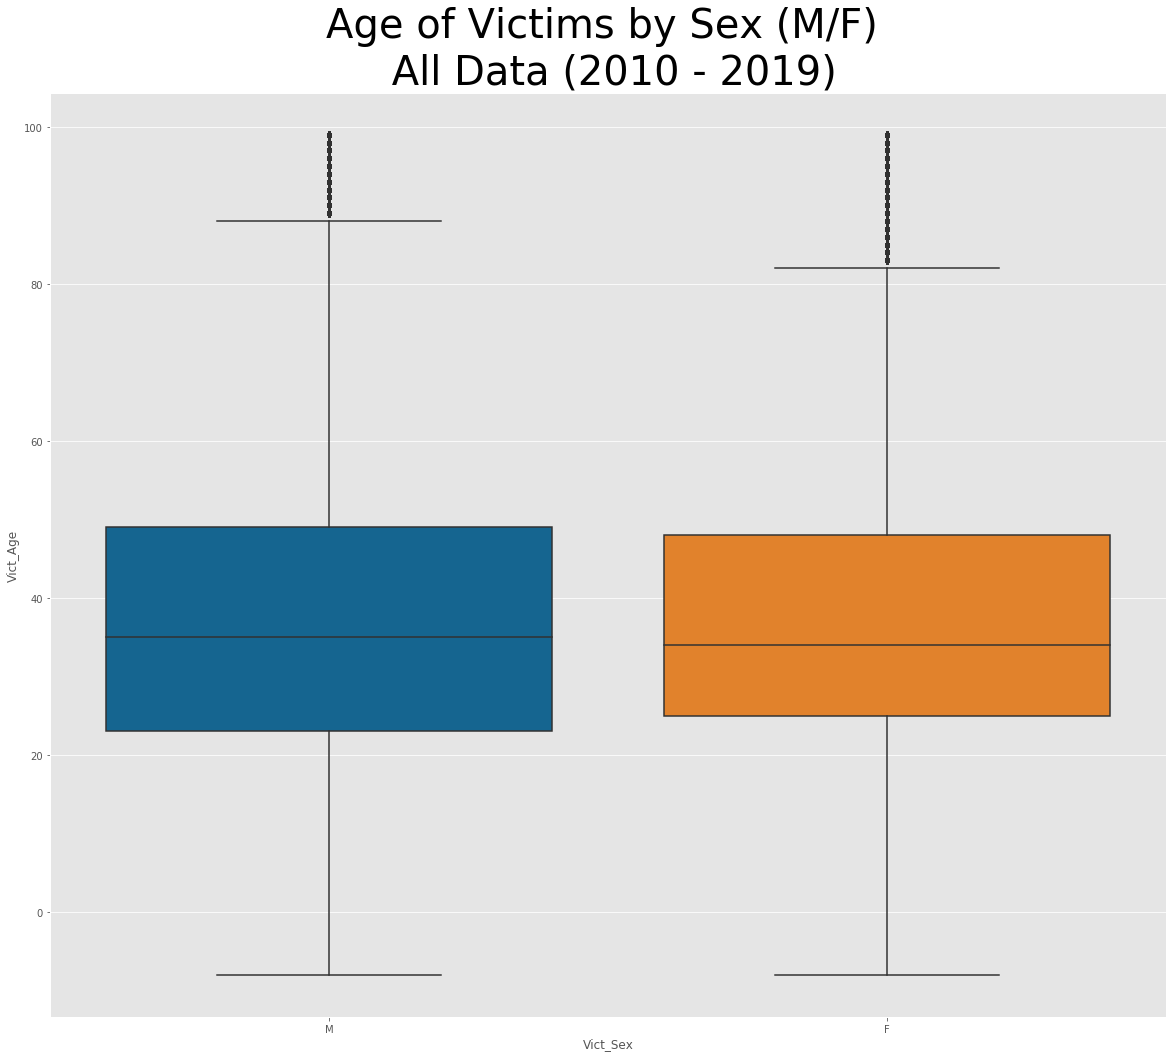 Age of Victims by Sex (M/F)
All Data (2010 - 2019)
100
80
60
40
20
0
Vict_Age
M
F
Vict_Sex